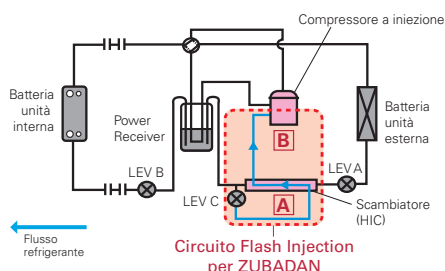 Compressore a iniezione
Batteria
unità
interna
Power
Receiver
B
Batteria
unità
esterna
LEV B
LEV A
LEV C
A
Scambiatore
(HIC)
Flusso
refrigerante
Circuito Flash Injection
per ZUBADAN